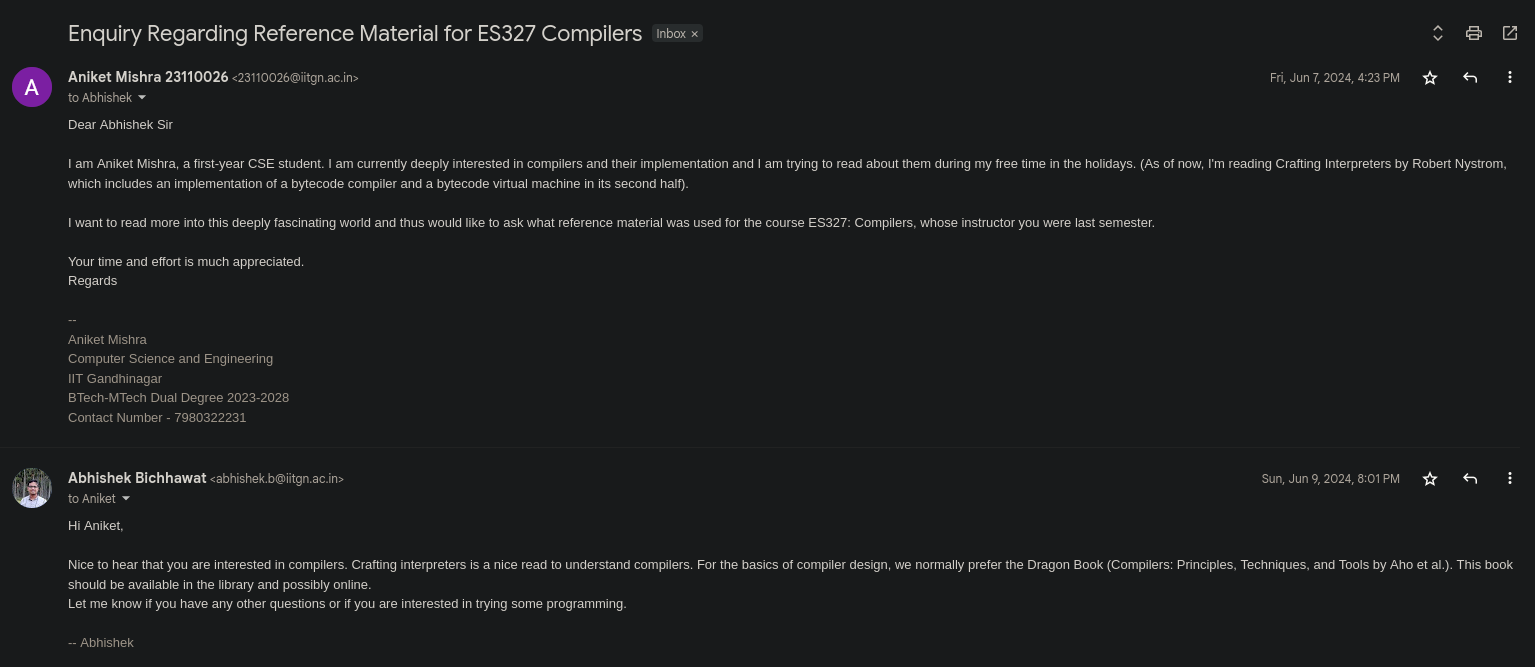 Enquiry Regarding Reference Material for ES327 Compilers Inbox ×
A
Aniket Mishra 23110026 <23110026@iitgn.ac.in> Fri, Jun 7, 2024, 4:23 PM
to Abhishek
Dear Abhishek Sir
I am Aniket Mishra, a first-year CSE student. I am currently deeply interested in compilers and their implementation and I am trying to read about them during my free time in the holidays. (As of now, I'm reading Crafting Interpreters by Robert Nystrom,
which includes an implementation of a bytecode compiler and a bytecode virtual machine in its second half).
I want to read more into this deeply fascinating world and thus would like to ask what reference material was used for the course ES327: Compilers, whose instructor you were last semester.
Your time and effort is much appreciated.
Regards
--
Aniket Mishra
Computer Science and Engineering
IIT Gandhinagar
BTech-MTech Dual Degree 2023-2028
Contact Number - 7980322231
Abhishek Bichhawat <abhishek.b@iitgn.ac.in> Sun, Jun 9, 2024, 8:01 PM
to Aniket
Hi Aniket,
Nice to hear that you are interested in compilers. Crafting interpreters is a nice read to understand compilers. For the basics of compiler design, we normally prefer the Dragon Book (Compilers: Principles, Techniques, and Tools by Aho et al.). This book
should be available in the library and possibly online.
Let me know if you have any other questions or if you are interested in trying some programming.
-- Abhishek